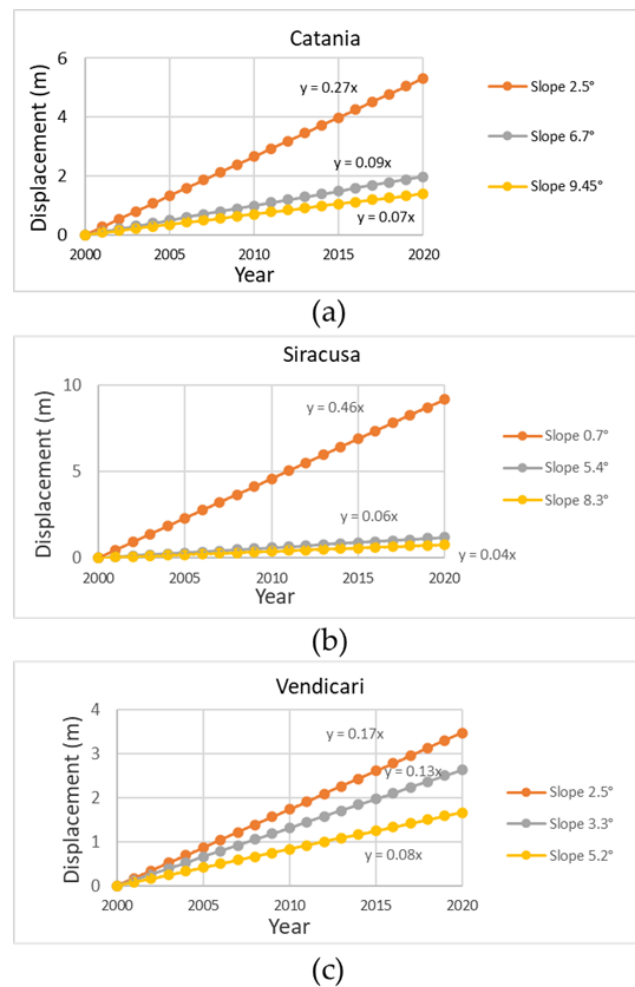 Catania
Displacement (m)
6
4
2
0
y = 0.27x
y = 0.09x
y = 0.07x
Slope 2.5°
Slope 6.7°
Slope 9.45°
2000 2005 2010 2015 2020
Year
(a)
Siracusa
Displacement (m)
10
5
0
y = 0.46x
y = 0.06x
y = 0.04x
Slope 0.7°
Slope 5.4°
Slope 8.3°
2000 2005 2010 2015 2020
Year
(b)
Vendicari
Displacement (m)
4
3
2
1
0
y = 0.17x
y = 0.13x
y = 0.08x
Slope 2.5°
Slope 3.3°
Slope 5.2°
2000 2005 2010 2015 2020
Year
(c)